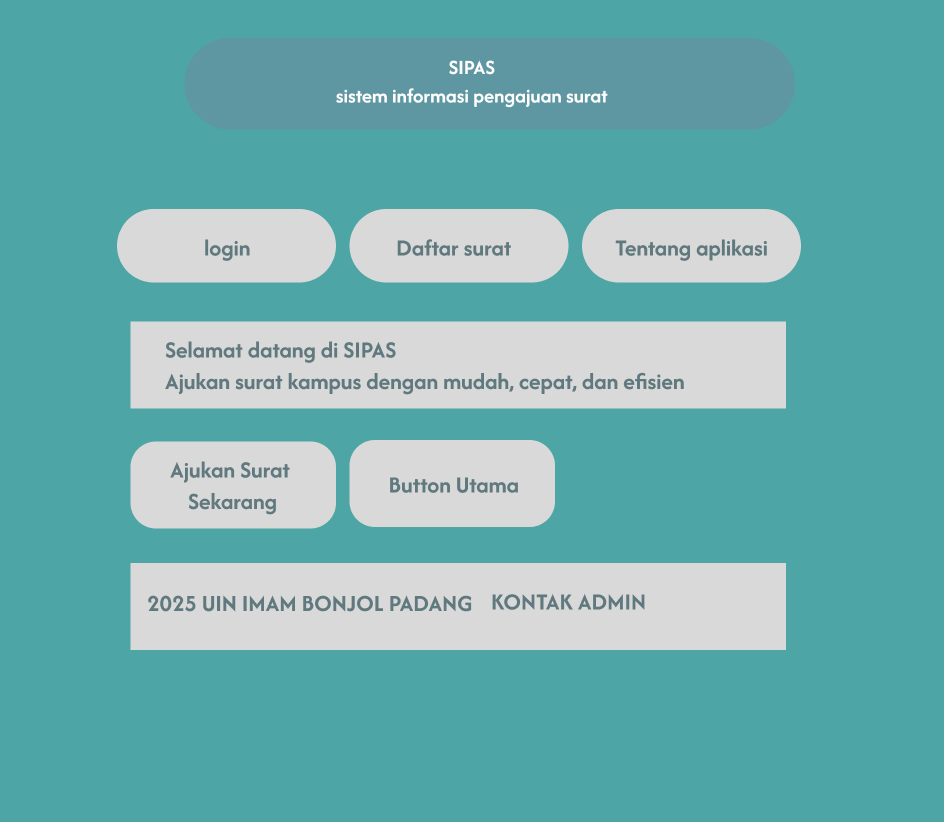 SIPAS
sistem informasi pengajuan surat
login
Daftar surat
Tentang aplikasi
Selamat datang di SIPAS
Ajukan surat kampus dengan mudah, cepat, dan efisien
Ajukan Surat
Sekarang
Button Utama
2025 UIN IMAM BONJOL PADANG
KONTAK ADMIN